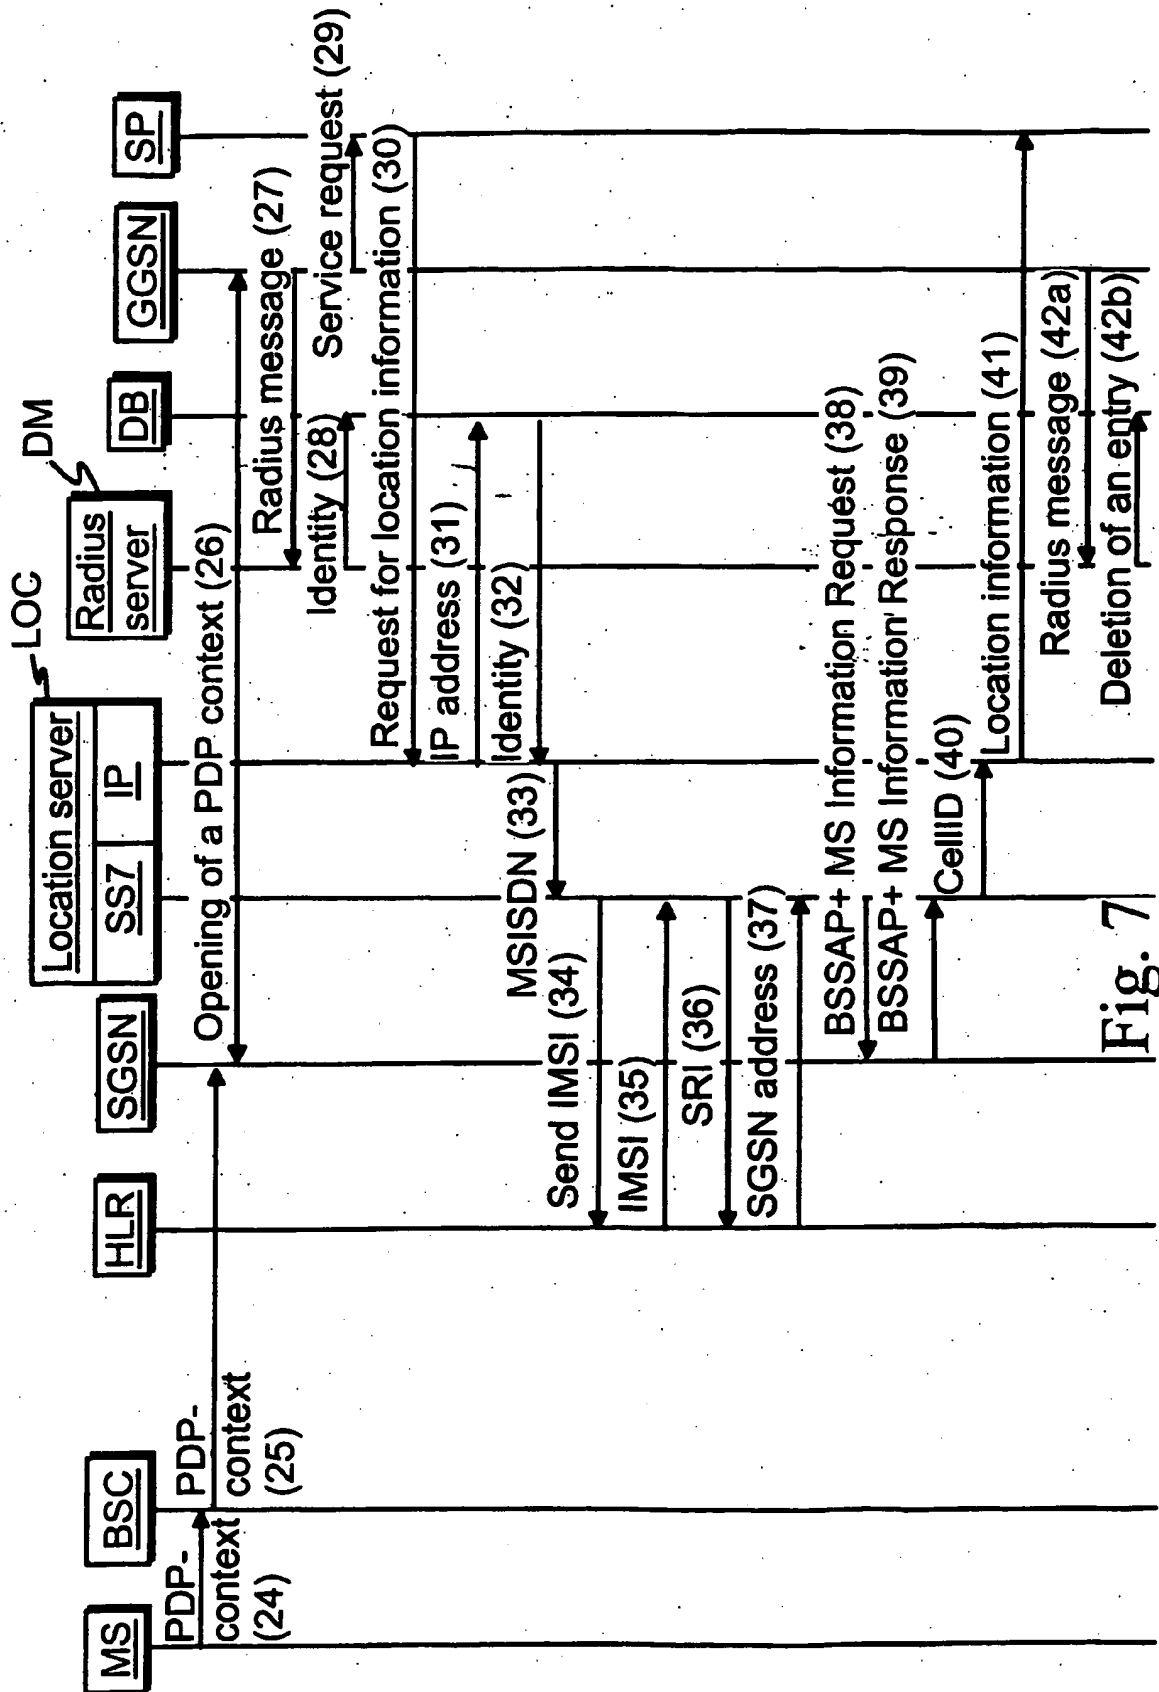 LOC
DM
MS
BSC
HLR
SGSN
Location server
SS7
IP
Radius
server
DB
GGSN
SP
PDP-
context
(24)
PDP-
context
(25)
Opening of a PDP context (26)
Radius message (27)
Identity (28)
Service request (29)
Request for location information (30)
IP address (31)
Identity (32)
MSISDN (33)
Send IMSI (34)
IMSI (35)
SRI (36)
SGSN address (37)
BSSAP+ MS Information Request (38)
BSSAP+ MS Information Response (39)
CellID (40)
Location information (41)
Radius message (42a)
Deletion of an entry (42b)
Fig. 7